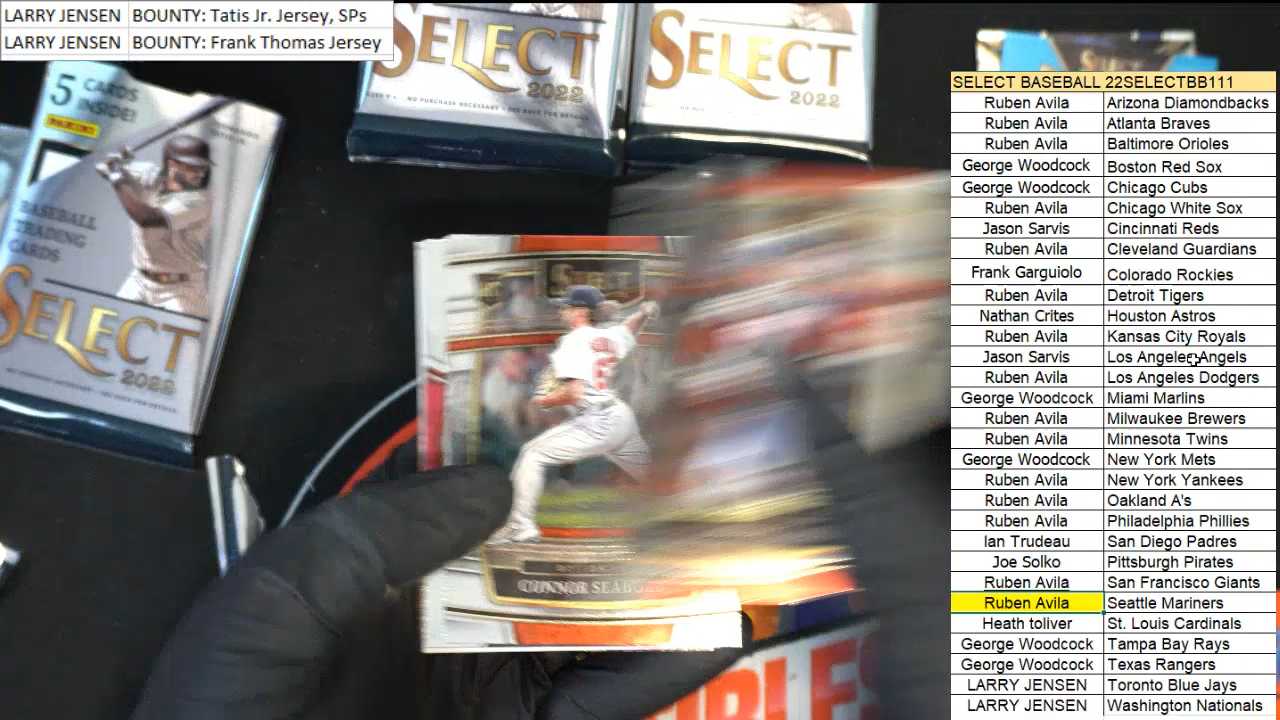 LARRY JENSEN BOUNTY: Tatis Jr. Jersey, SPs
LARRY JENSEN BOUNTY: Frank Thomas Jersey
5 CARDS INSIDE!
PANINI
BASEBALL
TRADING
CARDS
SELECT
2022
SELECT
2022
NO PURCHASE NECESSARY
SELECT
2022
SELECT
CONNOR SEABOLD
SELECT BASEBALL 22SELECTBB111
Ruben Avila Arizona Diamondbacks
Ruben Avila Atlanta Braves
Ruben Avila Baltimore Orioles
George Woodcock Boston Red Sox
George Woodcock Chicago Cubs
Ruben Avila Chicago White Sox
Jason Sarvis Cincinnati Reds
Ruben Avila Cleveland Guardians
Frank Garguiolo Colorado Rockies
Ruben Avila Detroit Tigers
Nathan Crites Houston Astros
Ruben Avila Kansas City Royals
Jason Sarvis Los Angeles Angels
Ruben Avila Los Angeles Dodgers
George Woodcock Miami Marlins
Ruben Avila Milwaukee Brewers
Ruben Avila Minnesota Twins
George Woodcock New York Mets
Ruben Avila New York Yankees
Ruben Avila Oakland A's
Ruben Avila Philadelphia Phillies
Ian Trudeau San Diego Padres
Joe Solko Pittsburgh Pirates
Ruben Avila San Francisco Giants
Ruben Avila Seattle Mariners
Heath toliver St. Louis Cardinals
George Woodcock Tampa Bay Rays
George Woodcock Texas Rangers
LARRY JENSEN Toronto Blue Jays
LARRY JENSEN Washington Nationals